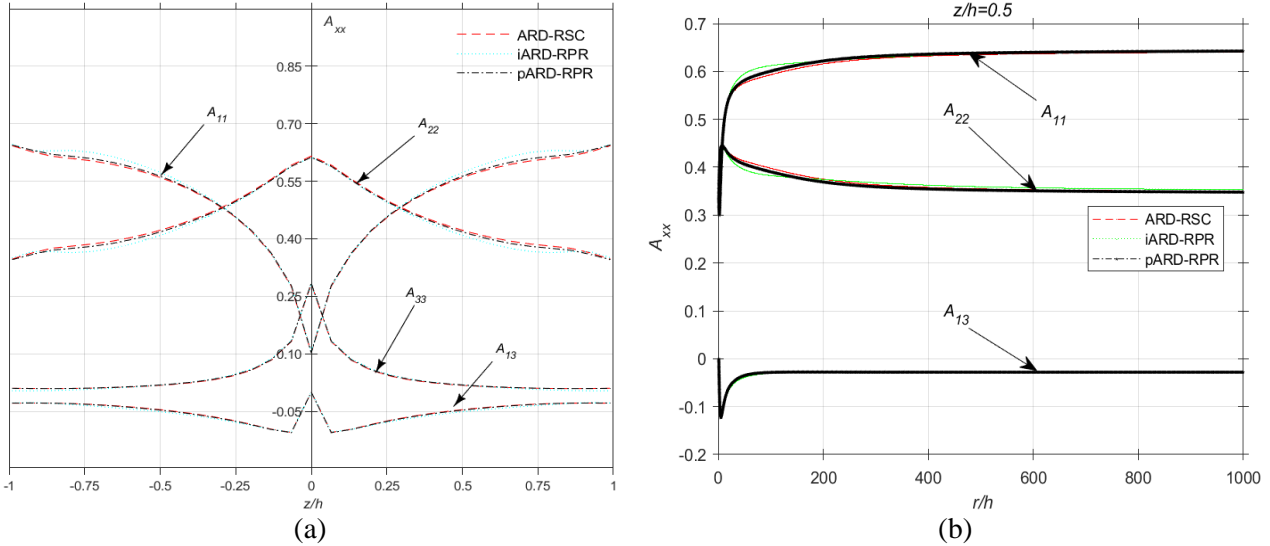 A_xx
ARD-RSC
iARD-RPR
pARD-RPR
0.85
0.70
0.55
0.40
0.25
0.10
-0.05
A_11
A_22
A_33
A_13
-1 -0.75 -0.5 -0.25 0 0.25 0.5 0.75 1
z/h
(a)
z/h=0.5
0.7
0.6
0.5
0.4
0.3
0.2
0.1
0
-0.1
-0.2
A_xx
A_22
A_11
ARD-RSC
iARD-RPR
pARD-RPR
A_13
0 200 400 600 800 1000
r/h
(b)